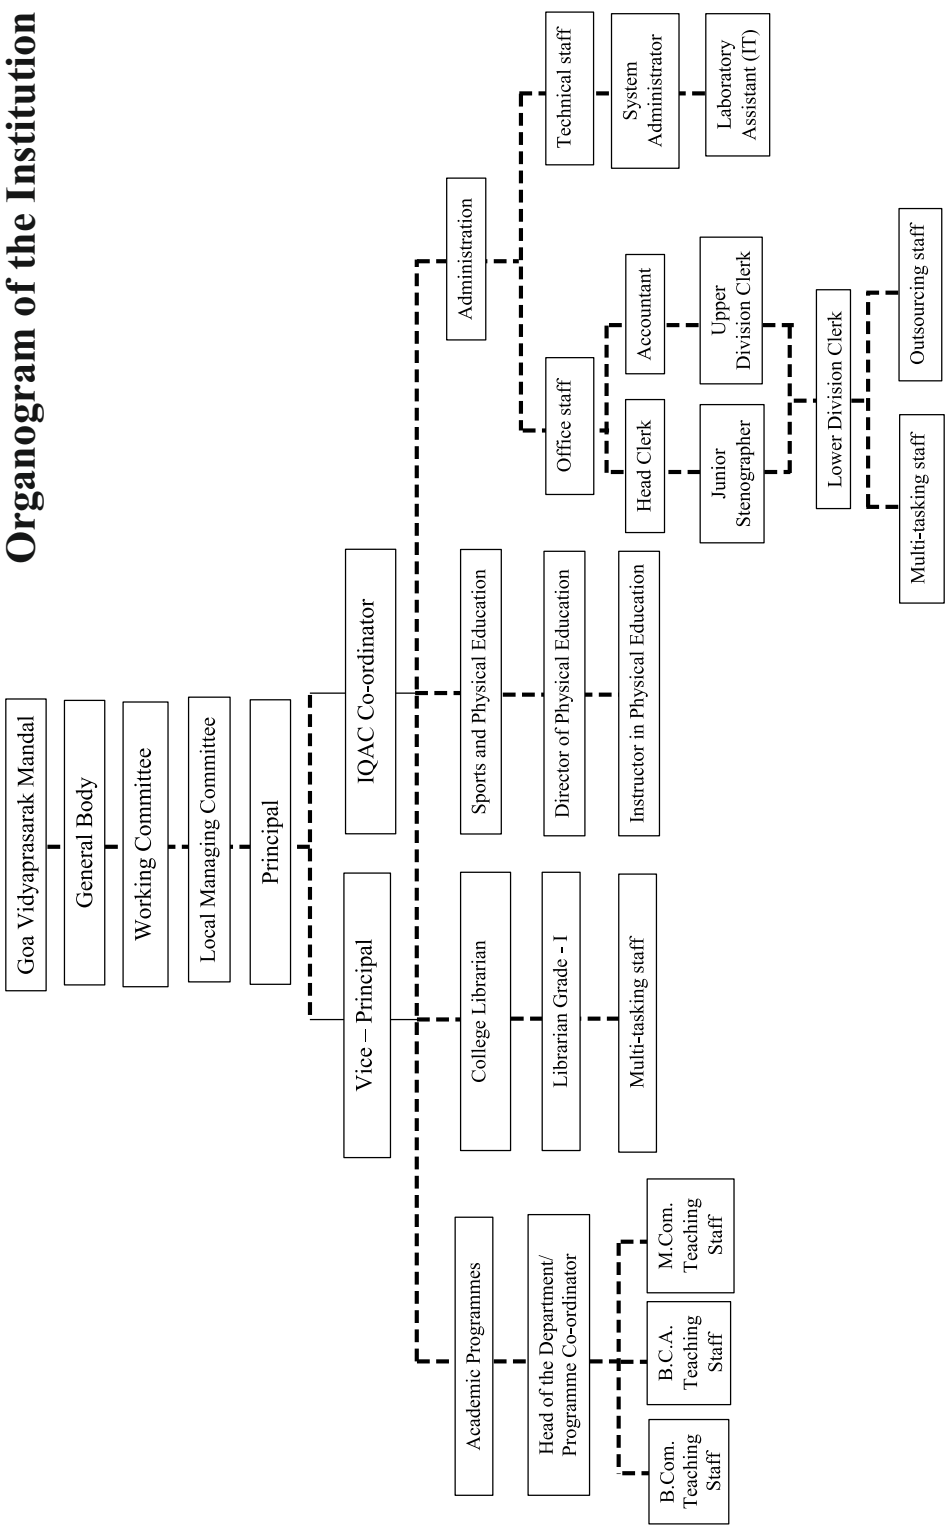 Organogram of the Institution
Goa Vidyaprasarak Mandal
General Body
Working Committee
Local Managing Committee
Principal
Vice – Principal
IQAC Co-ordinator
Academic Programmes
College Librarian
Sports and Physical Education
Administration
Head of the Department/
Programme Co-ordinator
Librarian Grade - I
Director of Physical Education
Office staff
Technical staff
B.Com.
Teaching
Staff
B.C.A.
Teaching
Staff
M.Com.
Teaching
Staff
Multi-tasking staff
Instructor in Physical Education
Head Clerk
Accountant
System
Administrator
Junior
Stenographer
Upper
Division Clerk
Laboratory
Assistant (IT)
Lower Division Clerk
Multi-tasking staff
Outsourcing staff